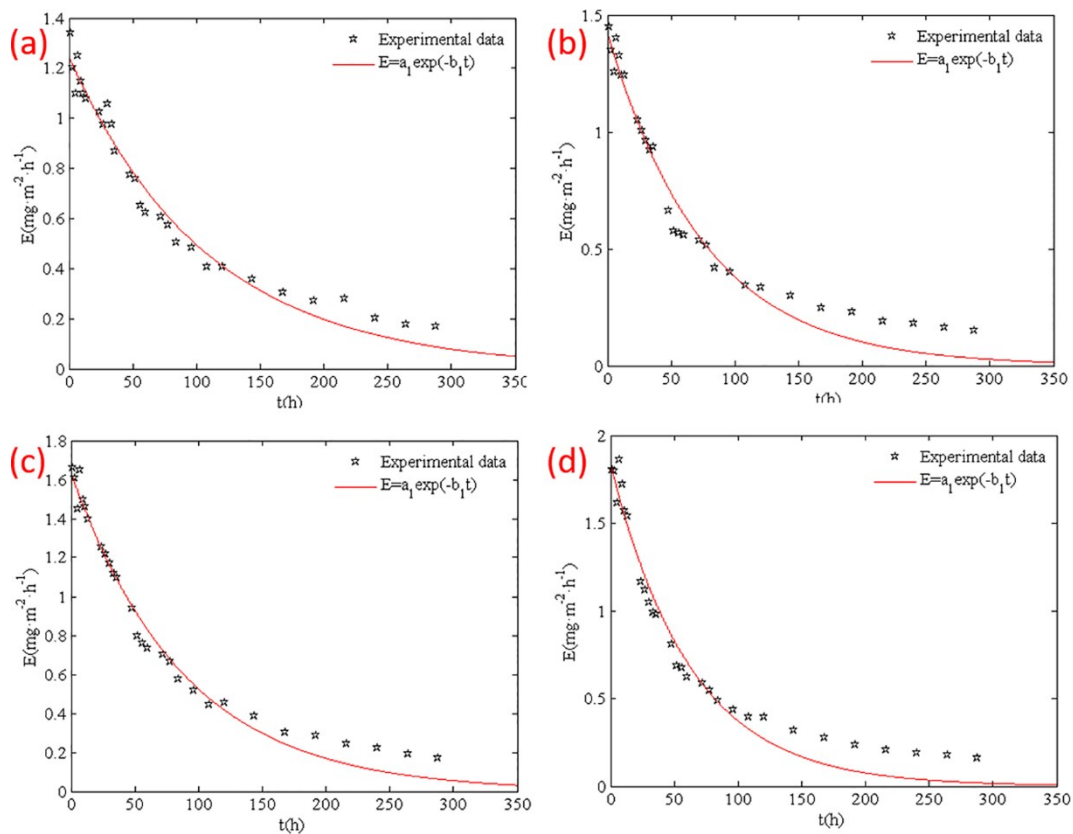 (a)
1.4
1.2
1
0.8
0.6
0.4
0.2
0
E(mg·m⁻²·h⁻¹)
Experimental data
E=a₁exp(-b₁t)
0 50 100 150 200 250 300 350
t(h)
(b)
1.5
1
0.5
0
E(mg·m⁻²·h⁻¹)
Experimental data
E=a₁exp(-b₁t)
0 50 100 150 200 250 300 350
t(h)
(c)
1.8
1.6
1.4
1.2
1
0.8
0.6
0.4
0.2
0
E(mg·m⁻²·h⁻¹)
Experimental data
E=a₁exp(-b₁t)
0 50 100 150 200 250 300 350
t(h)
(d)
2
1.5
1
0.5
0
E(mg·m⁻²·h⁻¹)
Experimental data
E=a₁exp(-b₁t)
0 50 100 150 200 250 300 350
t(h)